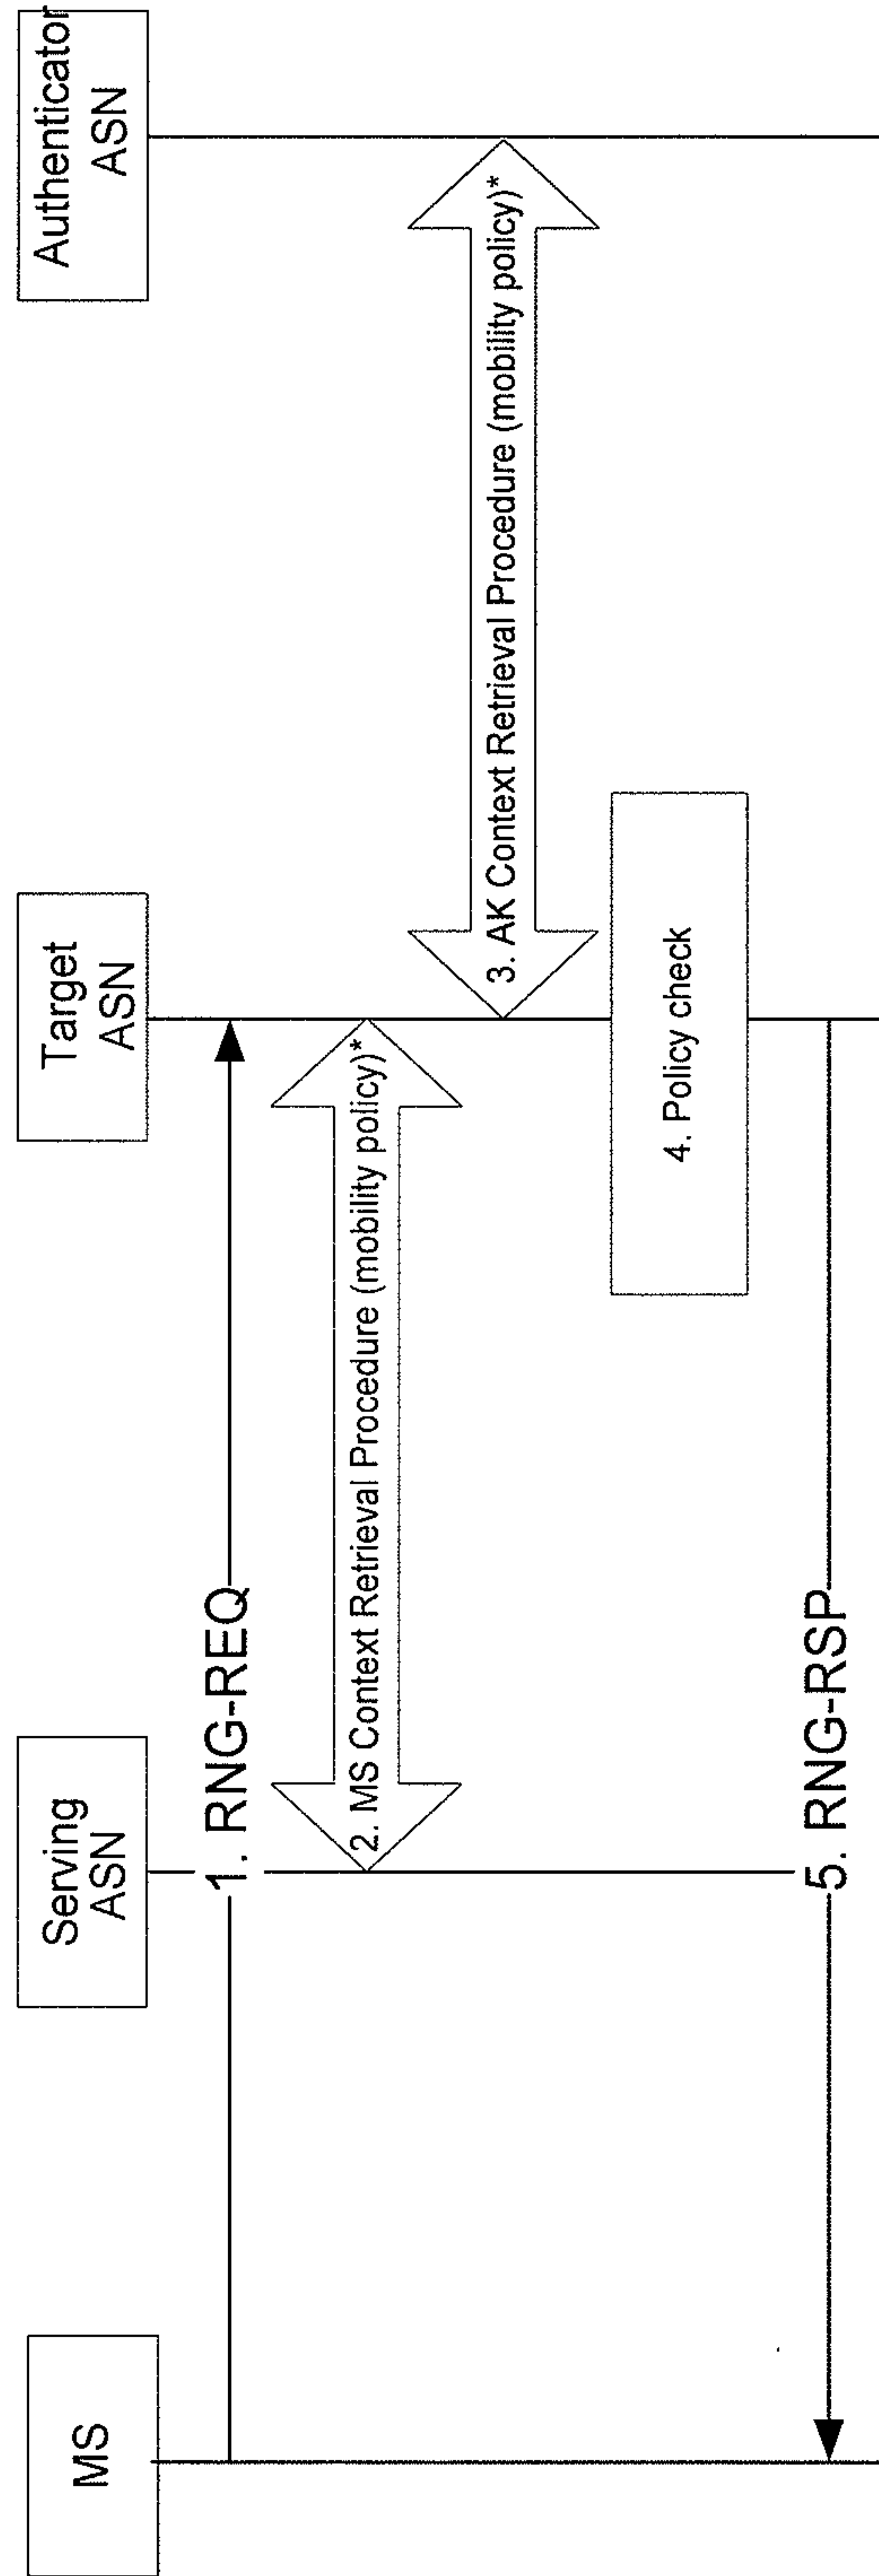 MS
Serving
ASN
Target
ASN
Authenticator
ASN
1. RNG-REQ
2. MS Context Retrieval Procedure (mobility policy)*
3. AK Context Retrieval Procedure (mobility policy)*
4. Policy check
5. RNG-RSP